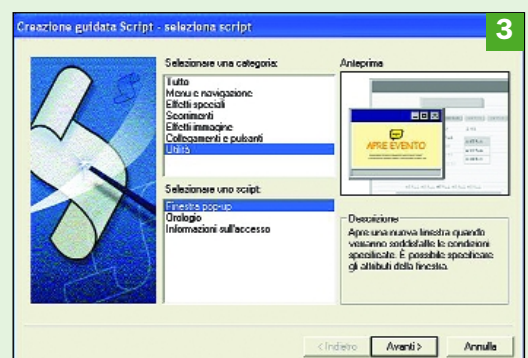 Creazione guidata Script - seleziona script
3
Selezionare una categoria:
Tutto
Menu e navigazione
Effetti speciali
Scorrimenti
Effetti immagine
Collegamenti e pulsanti
Utilità
Selezionare uno script:
Finestra pop-up
Orologio
Informazioni sull'accesso
Anteprima
APRE EVENTO
Descrizione
Apre una nuova finestra quando
verranno soddisfatte le condizioni
specificate. È possibile specificare
gli attributi della finestra.
< Indietro
Avanti >
Annulla